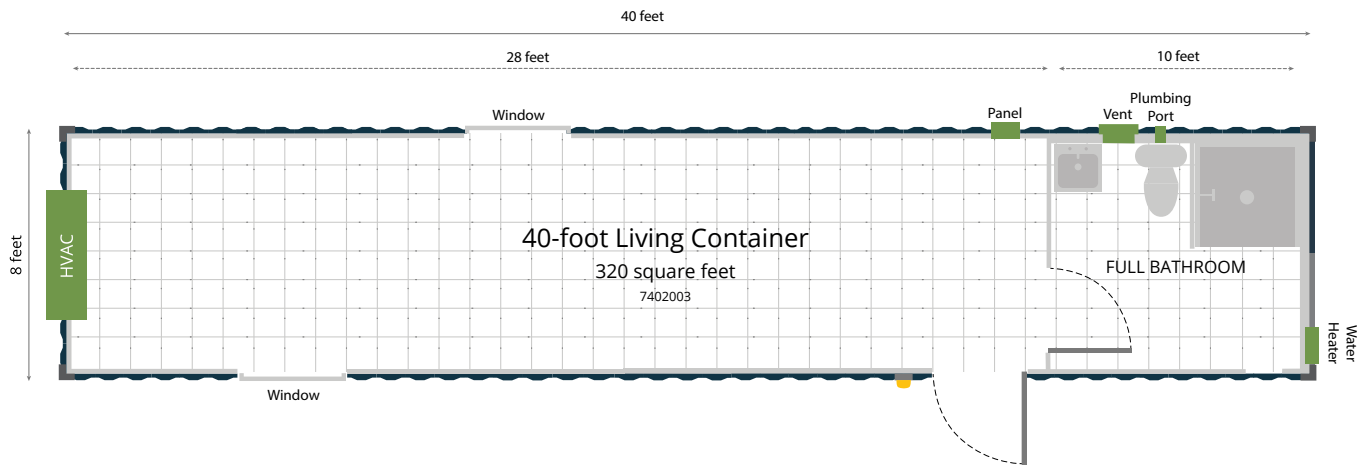 40 feet
28 feet
10 feet
Window
Panel
Vent
Plumbing
Port
8 feet
HVAC
40-foot Living Container
320 square feet
7402003
FULL BATHROOM
Water
Heater
Window